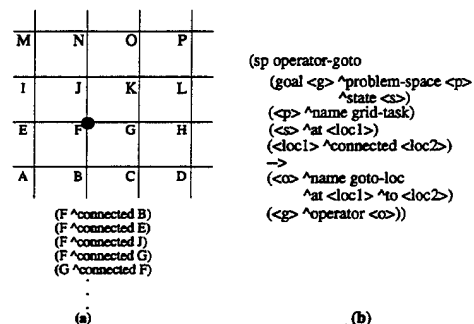 M N O P
I J K L
E F G H
A B C D
(F ^connected B)
(F ^connected E)
(F ^connected J)
(F ^connected G)
(G ^connected F)
.
.
.
(a)
(sp operator-goto
(goal <g> ^problem-space <p>
^state <s>)
(<p> ^name grid-task)
(<s> ^at <loc1>)
(<loc1> ^connected <loc2>)
-->
(<o> ^name goto-loc
^at <loc1> ^to <loc2>)
(<g> ^operator <o>))
(b)